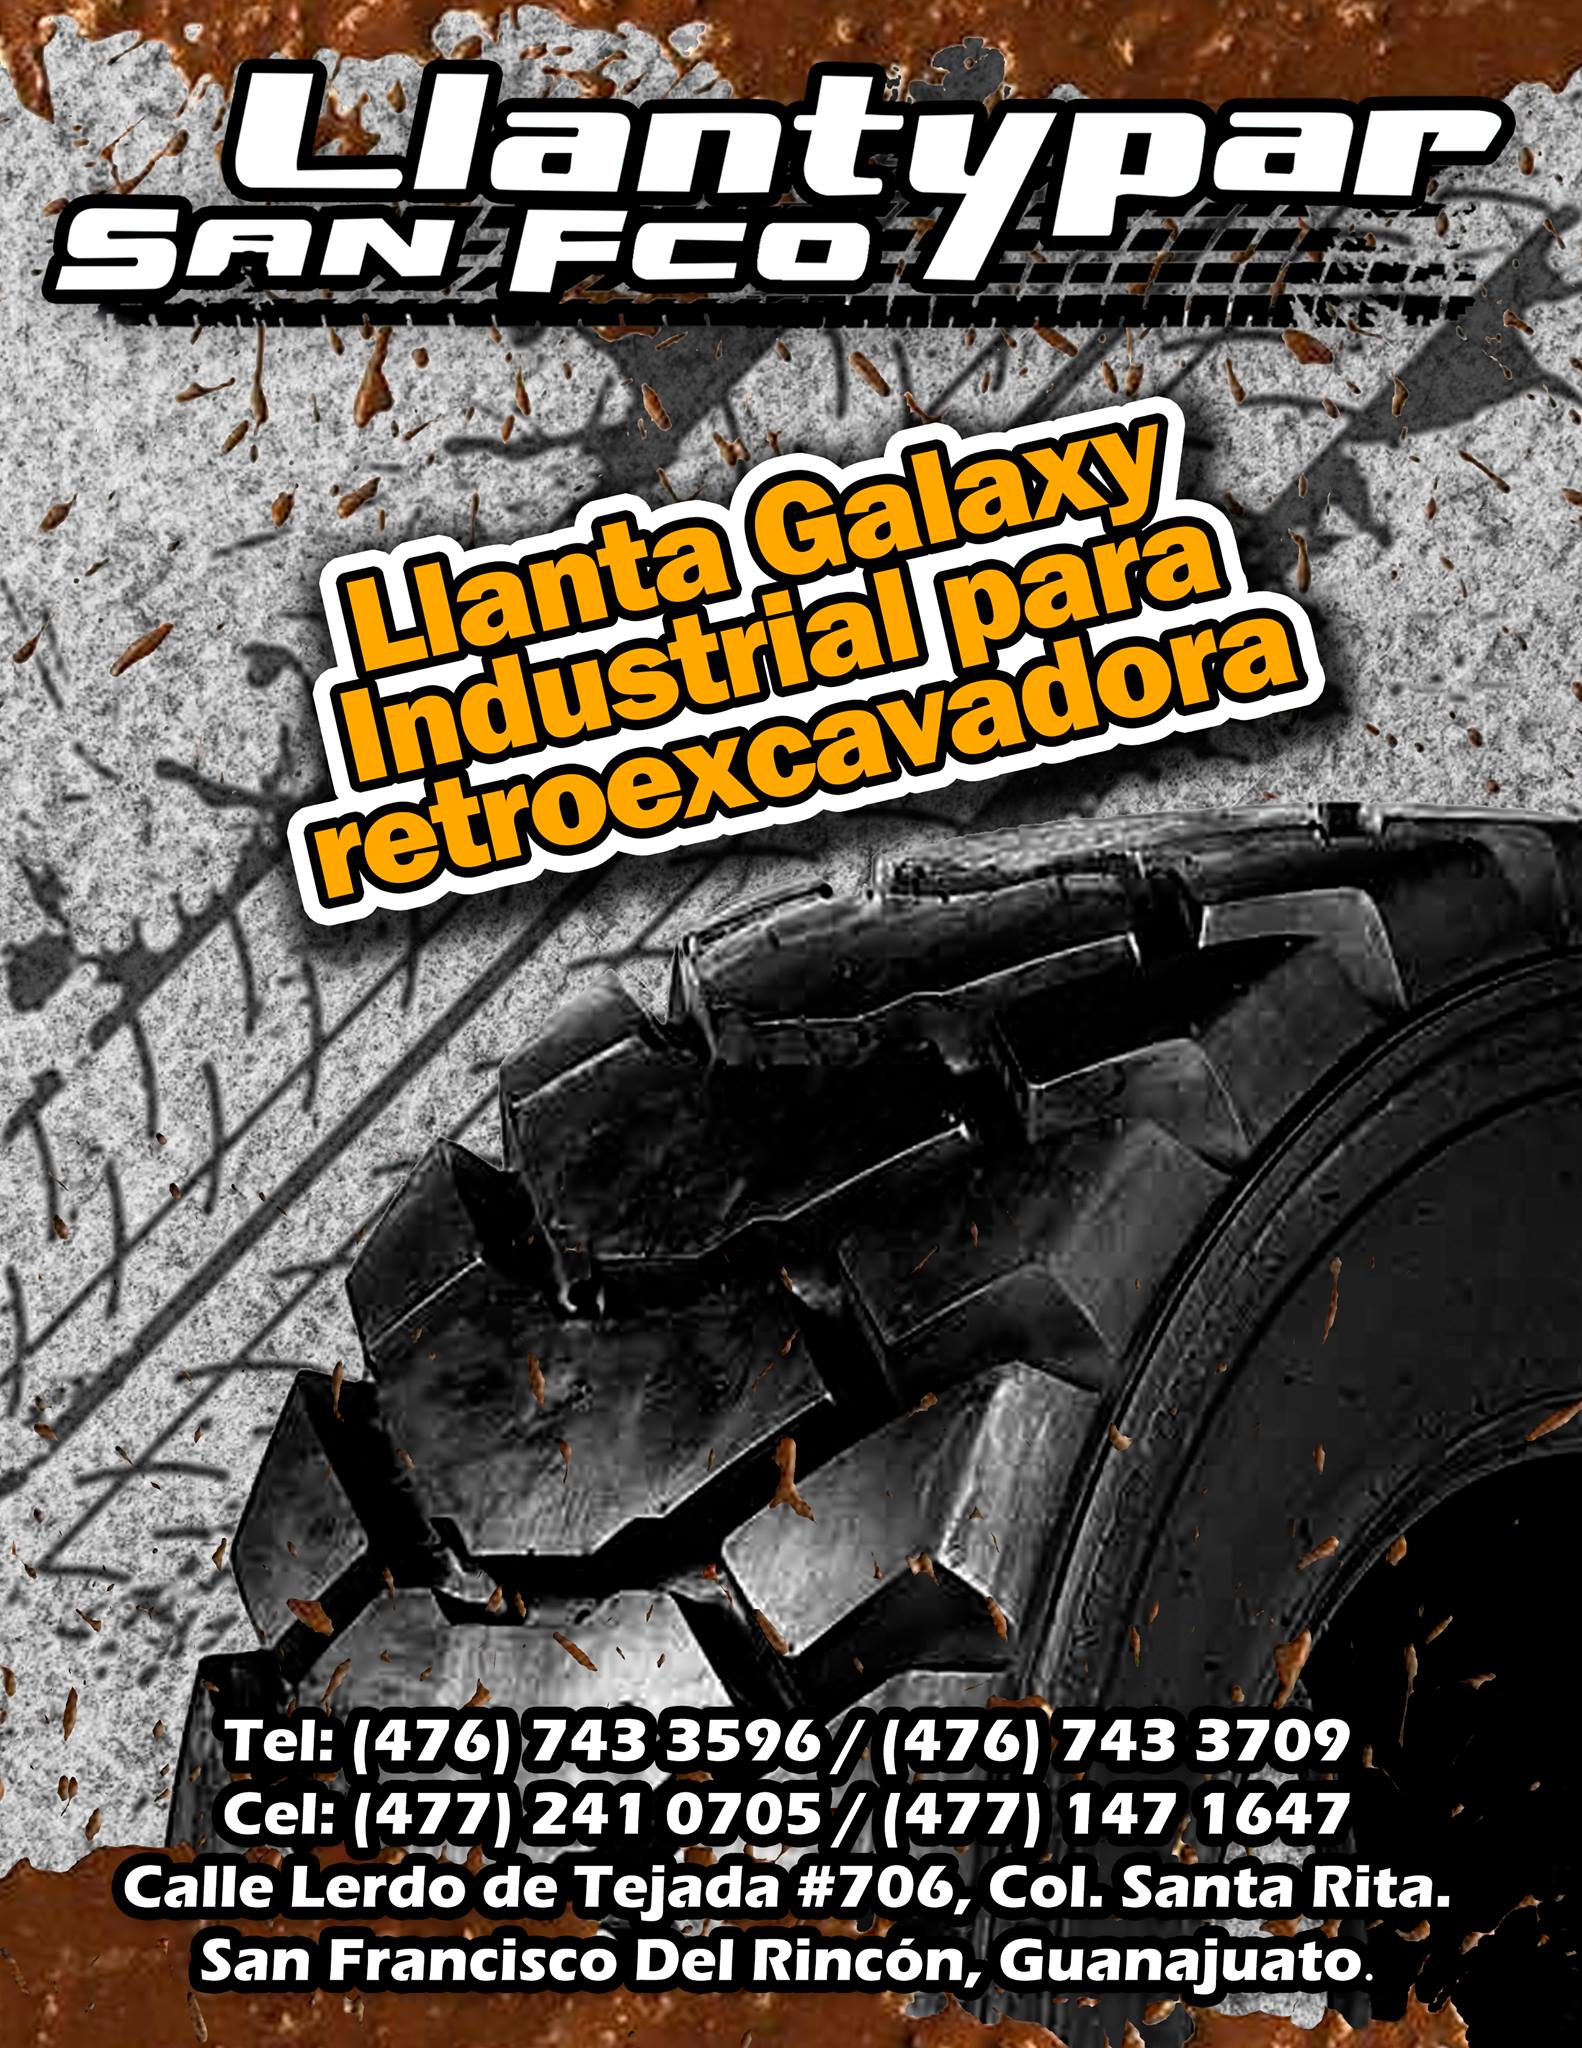 Llantypar
San Fco
Llanta Galaxy
Industrial para
retroexcavadora
Tel: (476) 743 3596 / (476) 743 3709
Cel: (477) 241 0705 / (477) 147 1647
Calle Lerdo de Tejada #706, Col. Santa Rita.
San Francisco Del Rincón, Guanajuato.